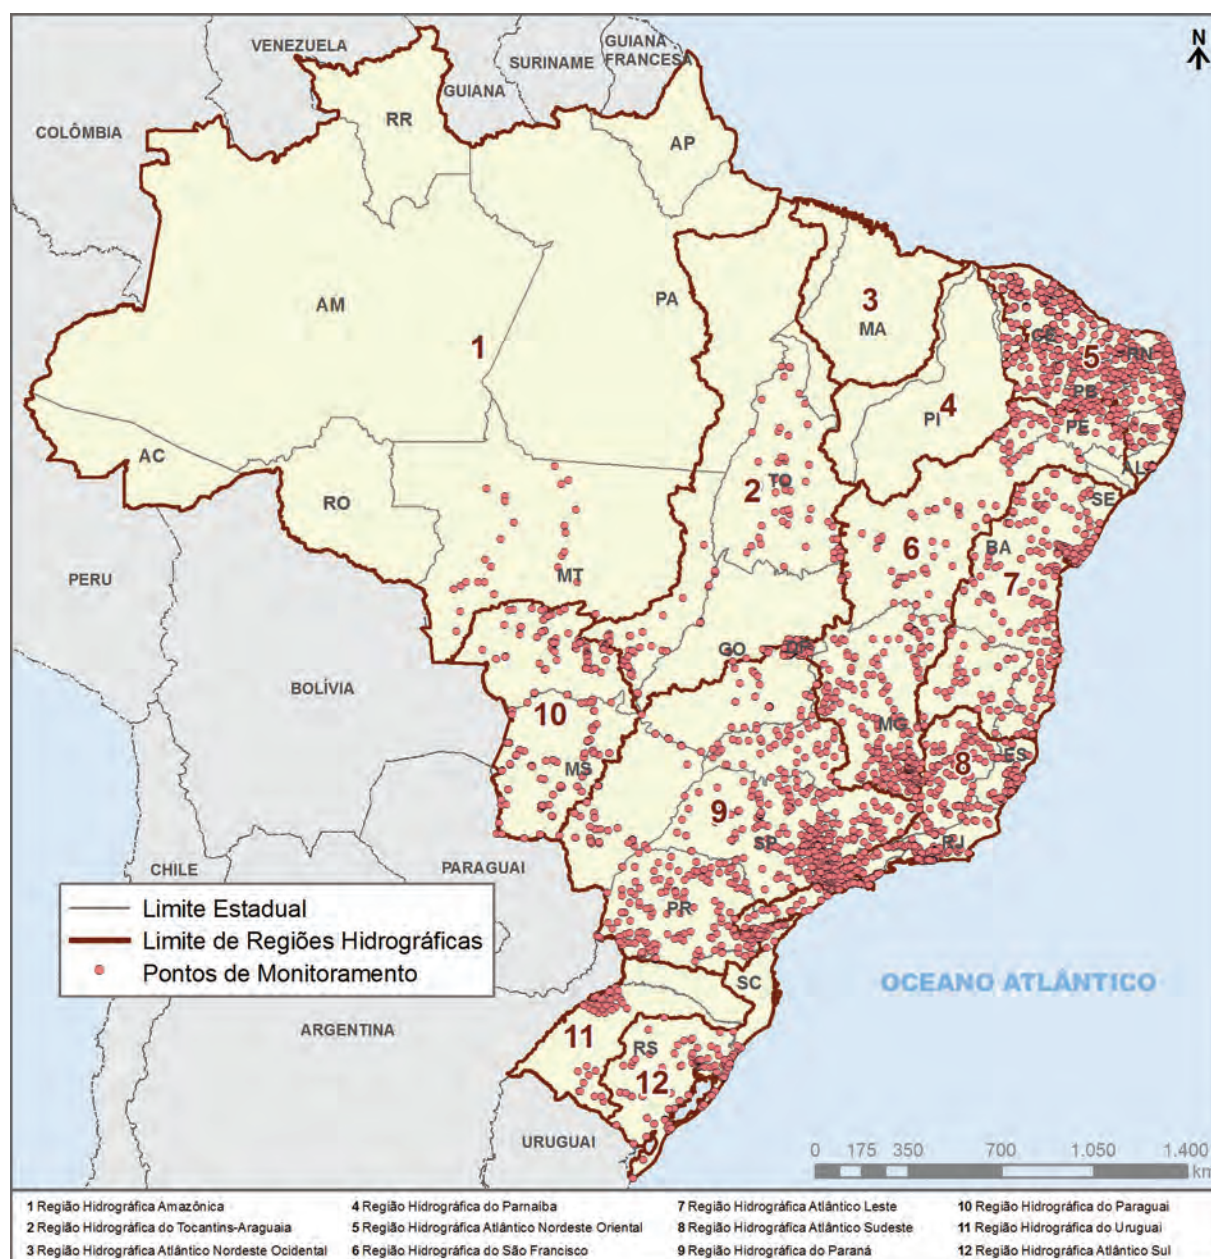 N
VENEZUELA
GUIANA
FRANCESA
SURINAME
GUIANA
COLÔMBIA
RR
AP
AM
PA
1
3
MA
CE
5
RN
PB
4
PI
PE
AC
AL
RO
2
TO
SE
6
BA
7
PERU
MT
GO
DF
BOLÍVIA
10
MG
ES
8
MS
9
SP
RJ
CHILE
PARAGUAI
Limite Estadual
Limite de Regiões Hidrográficas
Pontos de Monitoramento
PR
SC
OCEANO ATLÂNTICO
ARGENTINA
11
RS
12
URUGUAI
0 175 350 700 1.050 1.400
km
1 Região Hidrográfica Amazônica
2 Região Hidrográfica do Tocantins-Araguaia
3 Região Hidrográfica Atlântico Nordeste Ocidental
4 Região Hidrográfica do Parnaíba
5 Região Hidrográfica Atlântico Nordeste Oriental
6 Região Hidrográfica do São Francisco
7 Região Hidrográfica Atlântico Leste
8 Região Hidrográfica Atlântico Sudeste
9 Região Hidrográfica do Paraná
10 Região Hidrográfica do Paraguai
11 Região Hidrográfica do Uruguai
12 Região Hidrográfica Atlântico Sul